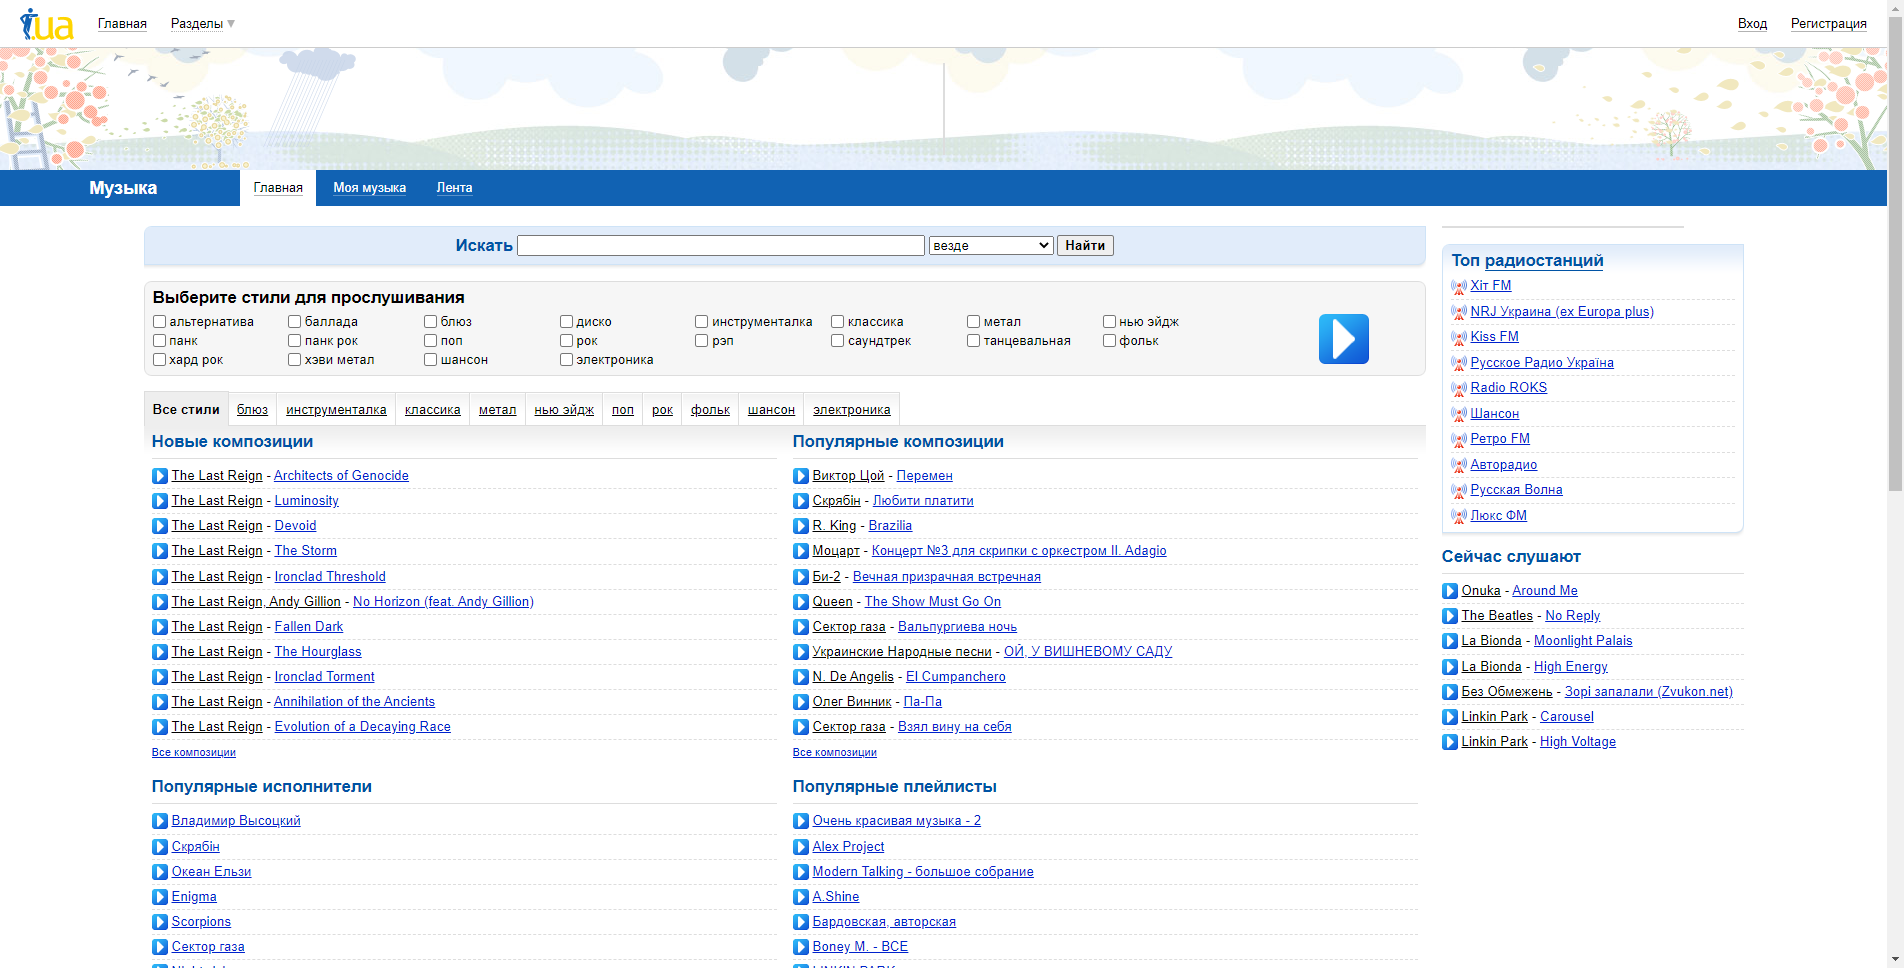 i.ua
Главная Разделы
Вход Регистрация
Музыка Главная Моя музыка Лента
Искать везде Найти
Выберите стили для прослушивания
альтернатива баллада блюз диско инструменталка классика метал нью эйдж
панк панк рок поп рок рэп саундтрек танцевальная фольк
хард рок хэви метал шансон электроника
Все стили блюз инструменталка классика метал нью эйдж поп рок фольк шансон электроника
Новые композиции
The Last Reign - Architects of Genocide
The Last Reign - Luminosity
The Last Reign - Devoid
The Last Reign - The Storm
The Last Reign - Ironclad Threshold
The Last Reign, Andy Gillion - No Horizon (feat. Andy Gillion)
The Last Reign - Fallen Dark
The Last Reign - The Hourglass
The Last Reign - Ironclad Torment
The Last Reign - Annihilation of the Ancients
The Last Reign - Evolution of a Decaying Race
Все композиции
Популярные композиции
Виктор Цой - Перемен
Скрябін - Любити платити
R. King - Brazilia
Моцарт - Концерт №3 для скрипки с оркестром II. Adagio
Би-2 - Вечная призрачная встречная
Queen - The Show Must Go On
Сектор газа - Вальпургиева ночь
Украинские Народные песни - ОЙ, У ВИШНЕВОМУ САДУ
N. De Angelis - El Cumpanchero
Олег Винник - Па-Па
Сектор газа - Взял вину на себя
Все композиции
Популярные исполнители
Владимир Высоцкий
Скрябін
Океан Ельзи
Enigma
Scorpions
Сектор газа
Популярные плейлисты
Очень красивая музыка - 2
Alex Project
Modern Talking - большое собрание
A.Shine
Бардовская, авторская
Boney M. - ВСЕ
LINKIN PARK
Топ радиостанций
Хіт FM
NRJ Украина (ex Europa plus)
Kiss FM
Русское Радио Україна
Radio ROKS
Шансон
Ретро FM
Авторадио
Русская Волна
Люкс ФМ
Сейчас слушают
Onuka - Around Me
The Beatles - No Reply
La Bionda - Moonlight Palais
La Bionda - High Energy
Без Обмежень - Зорі запалали (Zvukon.net)
Linkin Park - Carousel
Linkin Park - High Voltage